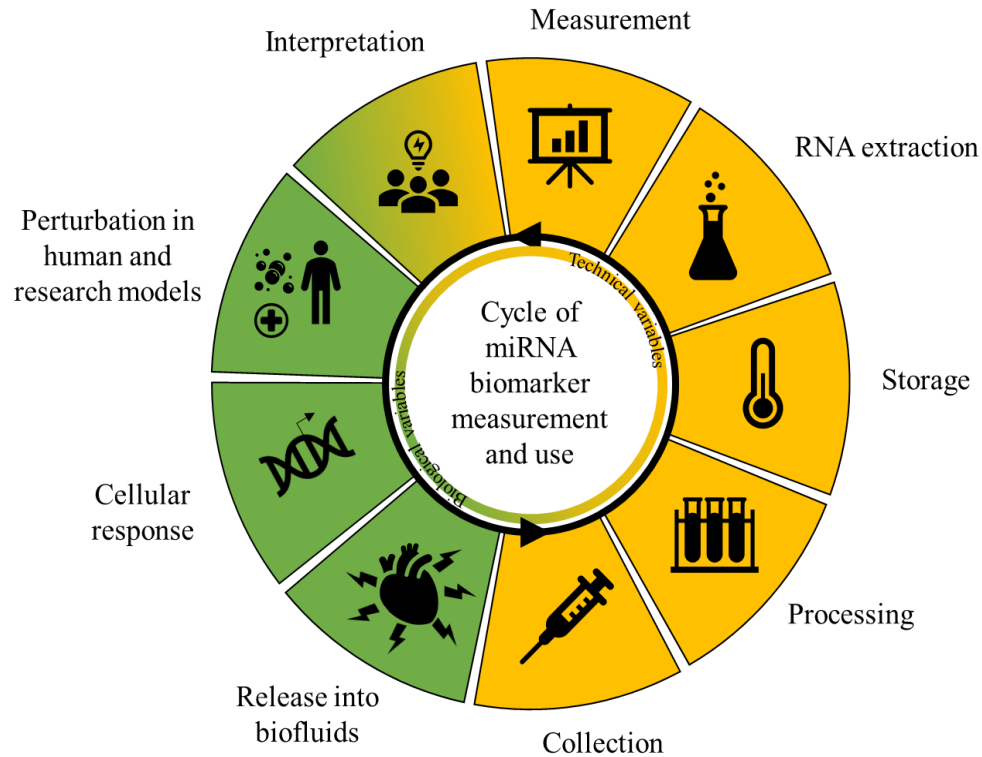 Measurement
Interpretation
RNA extraction
Perturbation in
human and
research models
Technical variables
Cycle of
miRNA
biomarker
measurement
and use
Storage
Biological variables
Cellular
response
Processing
Release into
biofluids
Collection